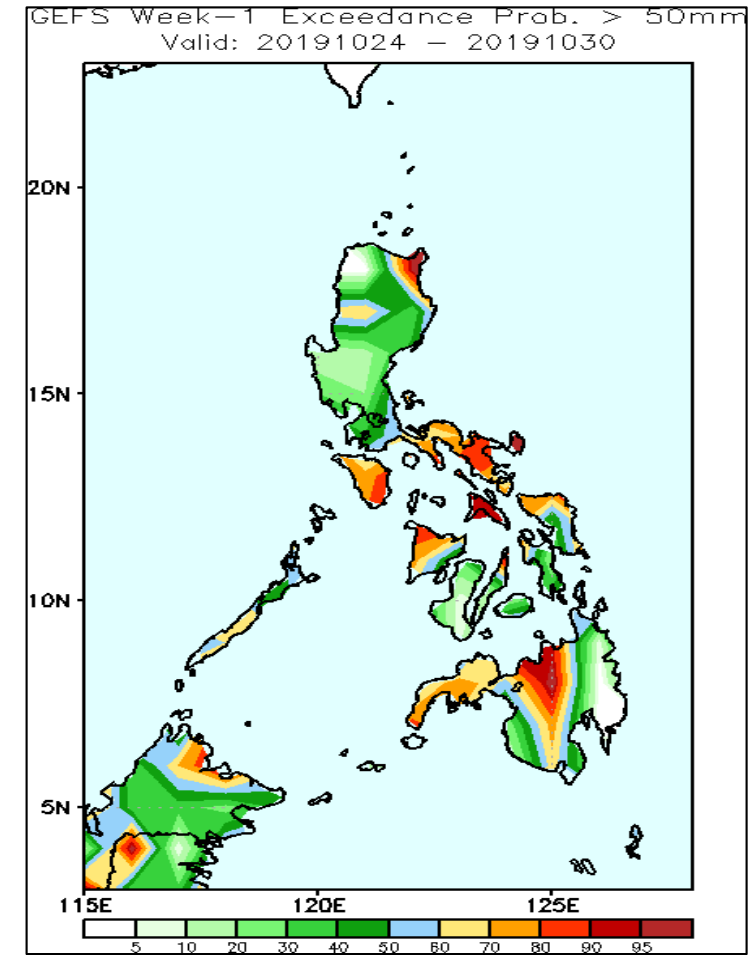 GEFS Week-1 Exceedance Prob. > 50mm
Valid: 20191024 - 20191030
20N
15N
10N
5N
115E 120E 125E
5 10 20 30 40 50 60 70 80 90 95